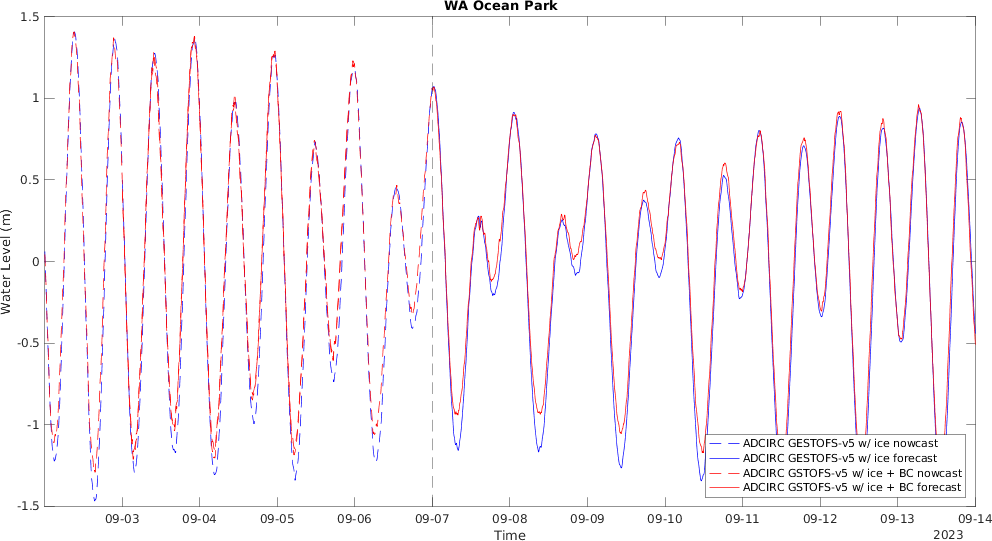 WA Ocean Park
1.5
1
0.5
0
-0.5
-1
-1.5
Water Level (m)
ADCIRC GESTOFS-v5 w/ ice nowcast
ADCIRC GESTOFS-v5 w/ ice forecast
ADCIRC GSTOFS-v5 w/ ice + BC nowcast
ADCIRC GSTOFS-v5 w/ ice + BC forecast
09-03 09-04 09-05 09-06 09-07 09-08 09-09 09-10 09-11 09-12 09-13 09-14
Time
2023